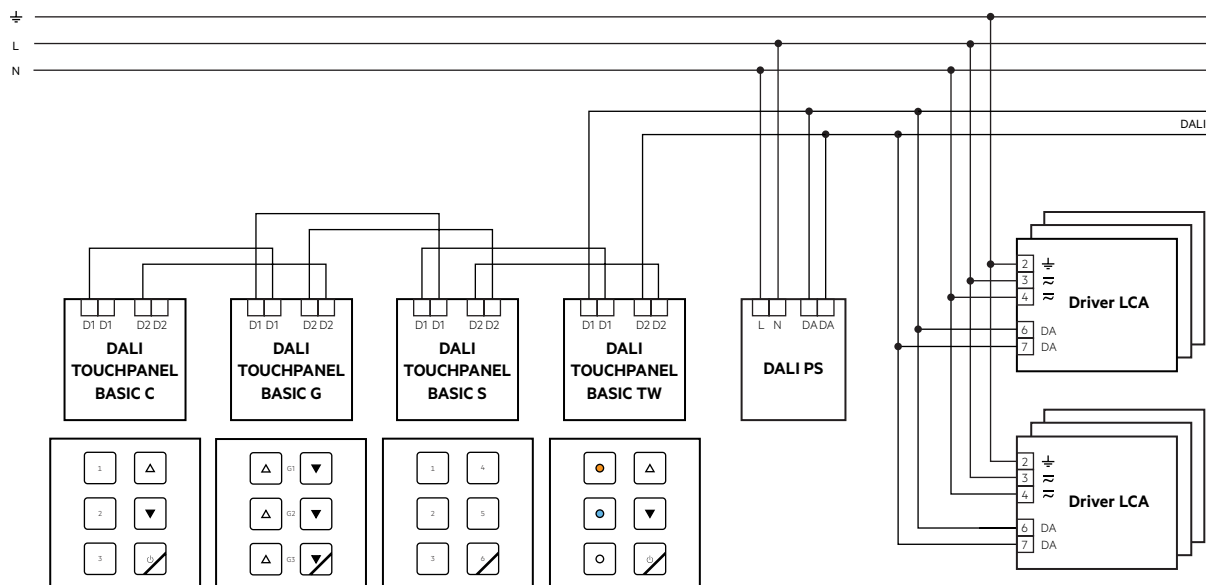 L
N
DALI
D1 D1 D2 D2
DALI
TOUCHPANEL
BASIC C
D1 D1 D2 D2
DALI
TOUCHPANEL
BASIC G
D1 D1 D2 D2
DALI
TOUCHPANEL
BASIC S
D1 D1 D2 D2
DALI
TOUCHPANEL
BASIC TW
L N DA DA
DALI PS
2
3
4
Driver LCA
6 DA
7 DA
2
3
4
Driver LCA
6 DA
7 DA
1
2
3
G1
G2
G3
1 4
2 5
3 6